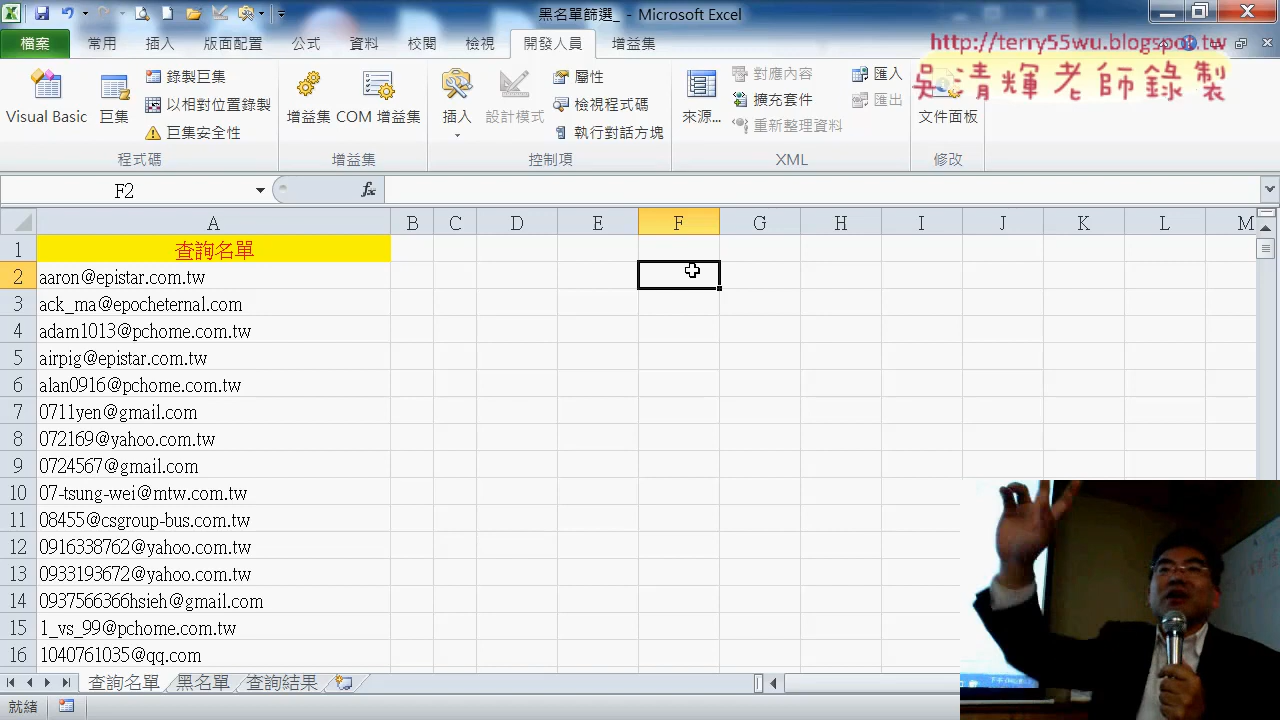 黑名單篩選_ - Microsoft Excel
檔案 常用 插入 版面配置 公式 資料 校閱 檢視 開發人員 增益集
http://terry55wu.blogspot.tw
吳清輝老師錄製
Visual Basic 巨集 錄製巨集 以相對位置錄製 巨集安全性
增益集 COM 增益集
插入 設計模式 屬性 檢視程式碼 執行對話方塊
來源... 對應內容 擴充套件 重新整理資料 匯入 匯出
文件面板
程式碼 增益集 控制項 XML 修改
F2 fx
A B C D E F G H I J K L M
1 查詢名單
2 aaron@epistar.com.tw
3 ack_ma@epocheternal.com
4 adam1013@pchome.com.tw
5 airpig@epistar.com.tw
6 alan0916@pchome.com.tw
7 0711yen@gmail.com
8 072169@yahoo.com.tw
9 0724567@gmail.com
10 07-tsung-wei@mtw.com.tw
11 08455@csgroup-bus.com.tw
12 0916338762@yahoo.com.tw
13 0933193672@yahoo.com.tw
14 0937566366hsieh@gmail.com
15 1_vs_99@pchome.com.tw
16 1040761035@qq.com
查詢名單 黑名單 查詢結果
就緒